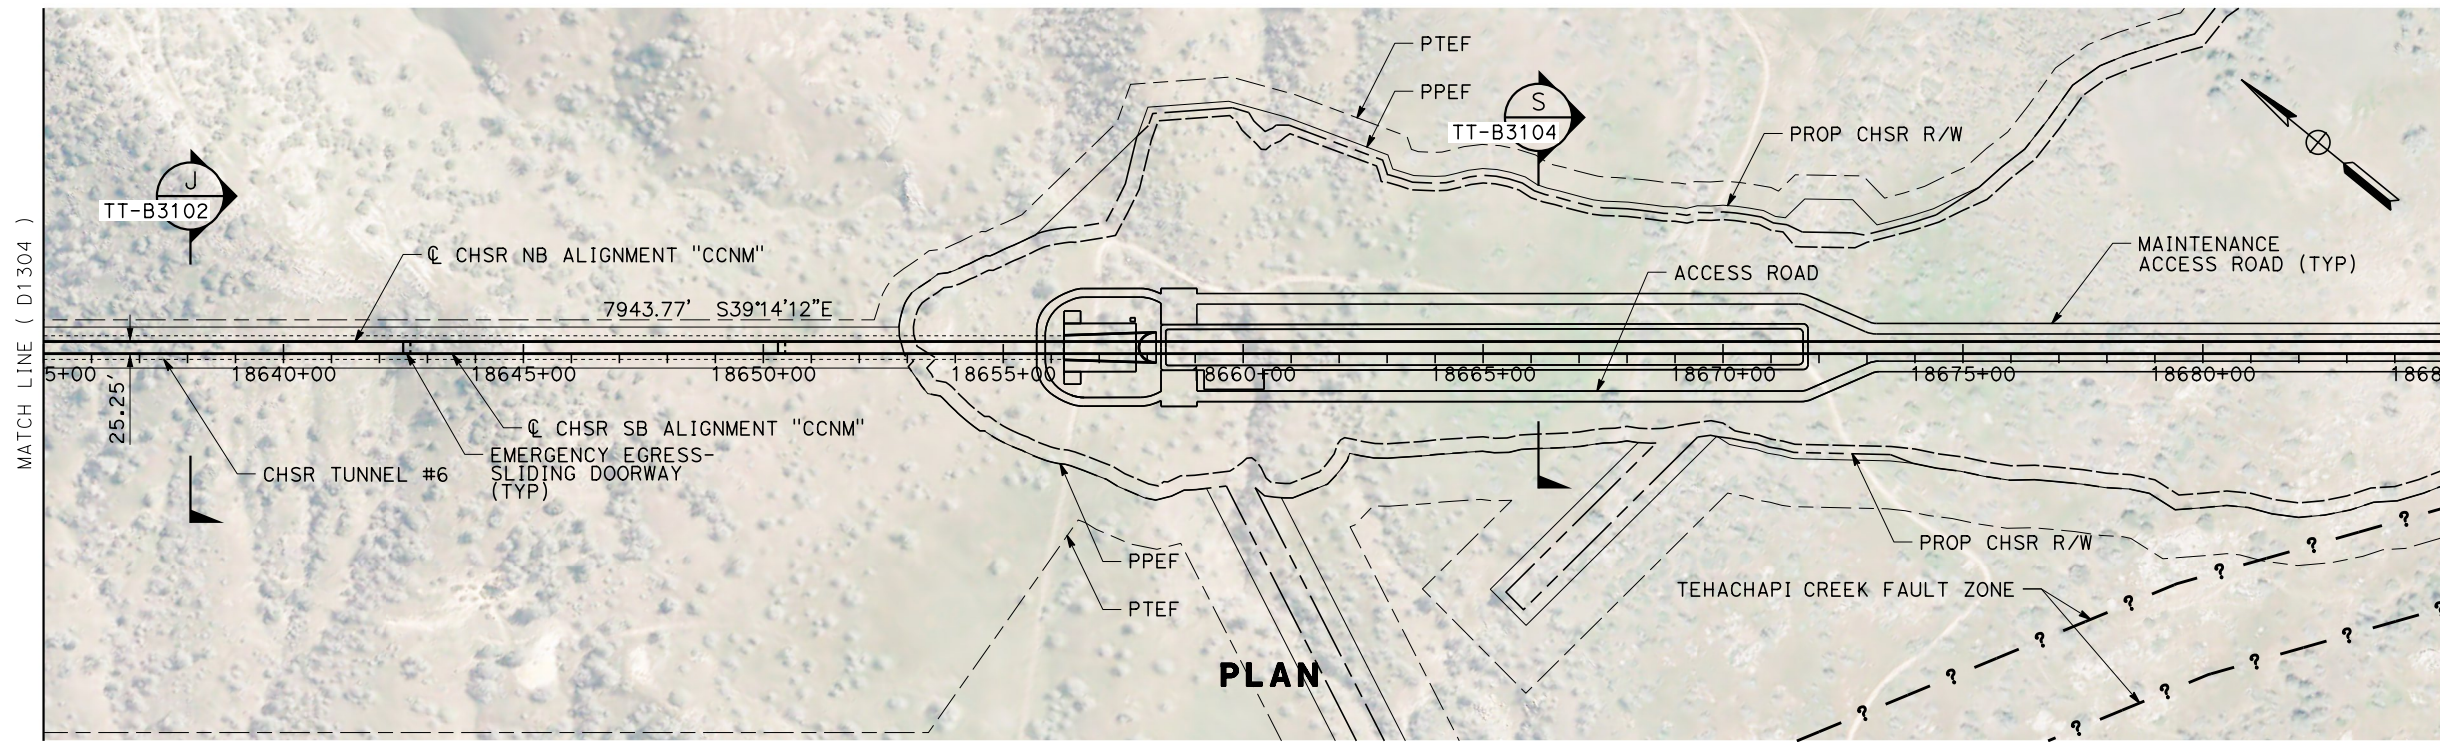 PTEF
PPEF
S
TT-B3104
PROP CHSR R/W
J
TT-B3102
MATCH LINE ( D1304 )
℄ CHSR NB ALIGNMENT "CCNM"
MAINTENANCE
ACCESS ROAD (TYP)
ACCESS ROAD
7943.77' S39°14'12"E
5+00
18640+00
18645+00
18650+00
18655+00
18660+00
18665+00
18670+00
18675+00
18680+00
1868
25.25'
℄ CHSR SB ALIGNMENT "CCNM"
EMERGENCY EGRESS-
SLIDING DOORWAY
(TYP)
CHSR TUNNEL #6
PPEF
PTEF
PROP CHSR R/W
TEHACHAPI CREEK FAULT ZONE
? ? ? ? ? ? ?
? ? ? ? ?
PLAN